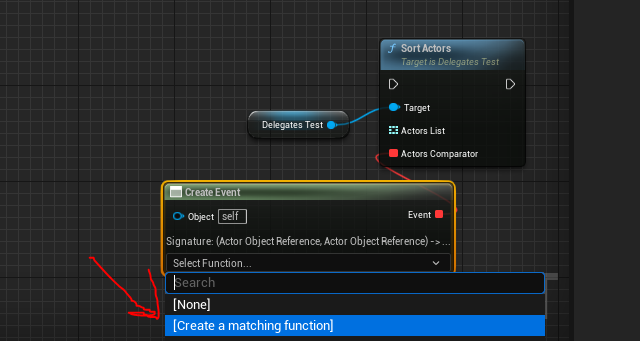 Sort Actors
Target is Delegates Test
Delegates Test
Target
Actors List
Actors Comparator
Create Event
Object self
Event
Signature: (Actor Object Reference, Actor Object Reference) -> ...
Select Function...
Search
[None]
[Create a matching function]